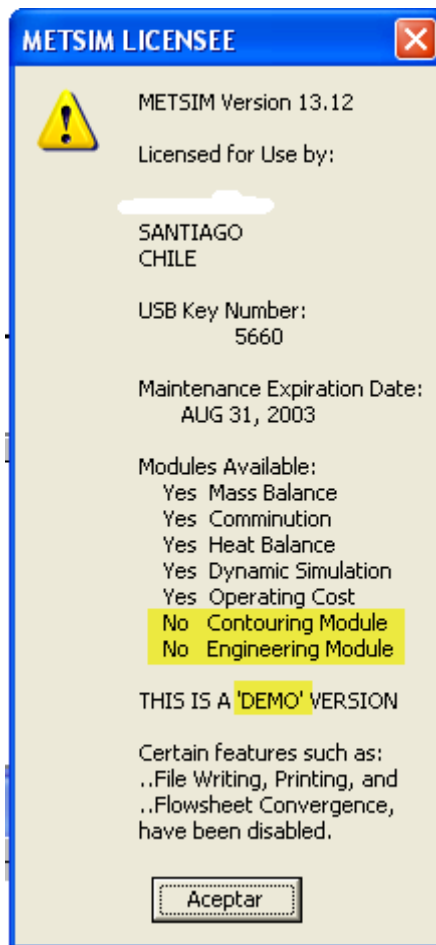 METSIM LICENSEE
METSIM Version 13.12
Licensed for Use by:
SANTIAGO
CHILE
USB Key Number:
5660
Maintenance Expiration Date:
AUG 31, 2003
Modules Available:
Yes Mass Balance
Yes Comminution
Yes Heat Balance
Yes Dynamic Simulation
Yes Operating Cost
No Contouring Module
No Engineering Module
THIS IS A 'DEMO' VERSION
Certain features such as:
..File Writing, Printing, and
..Flowsheet Convergence,
have been disabled.
Aceptar